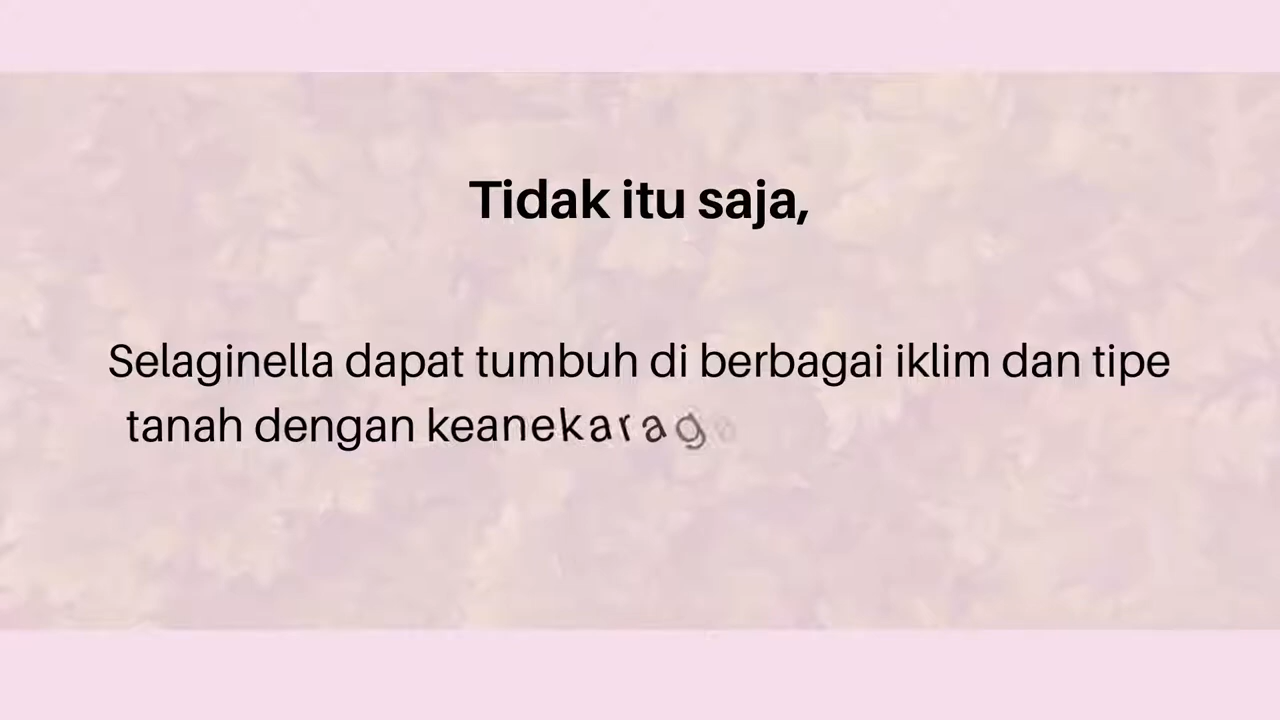 Tidak itu saja,
Selaginella dapat tumbuh di berbagai iklim dan tipe
tanah dengan keanekarag